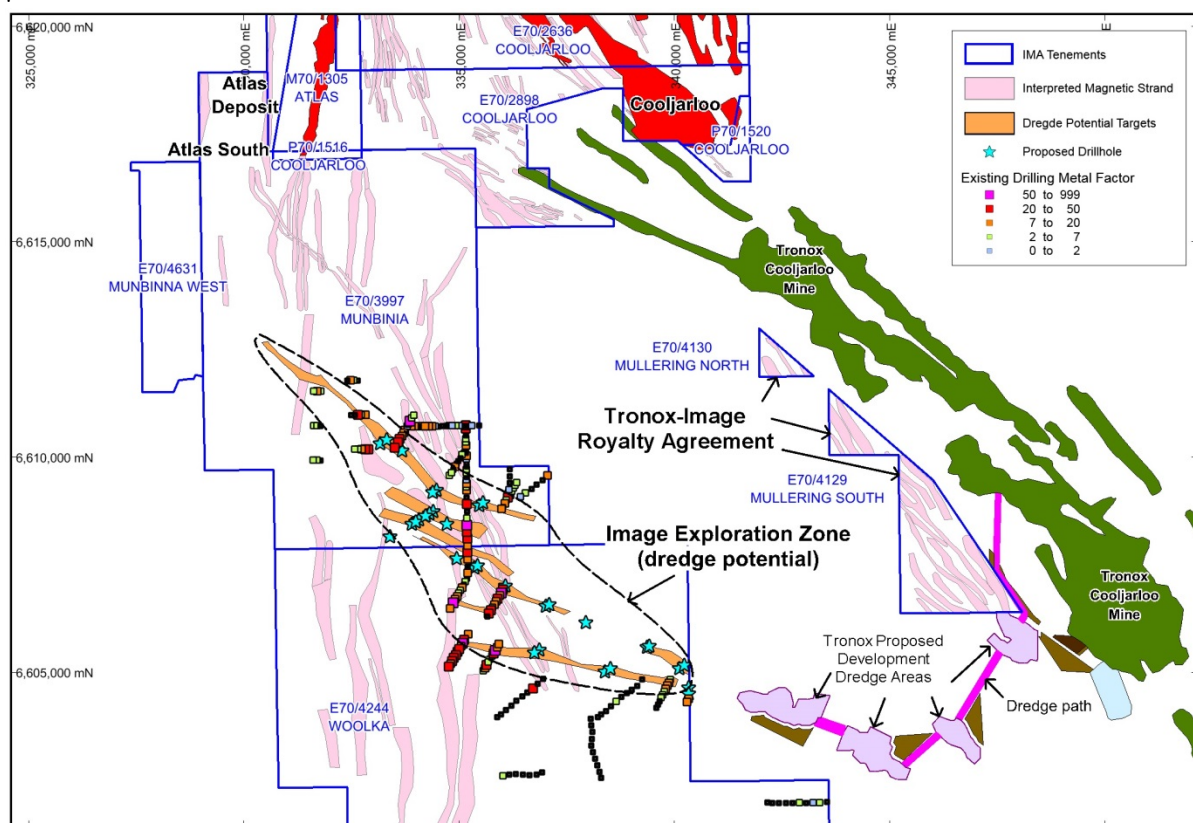 6,620,000 mN
6,615,000 mN
6,610,000 mN
6,605,000 mN
325,000 mE
330,000 mE
335,000 mE
340,000 mE
345,000 mE
E70/2636
COOLJARLOO
M70/1305
ATLAS
Atlas
Deposit
Atlas South
P70/1516
COOLJARLOO
E70/2898
COOLJARLOO
Cooljarloo
P70/1520
COOLJARLOO
E70/4631
MUNBINNA WEST
E70/3997
MUNBINIA
Tronox
Cooljarloo
Mine
E70/4130
MULLERING NORTH
Tronox-Image
Royalty Agreement
E70/4129
MULLERING SOUTH
Image Exploration Zone
(dredge potential)
Tronox
Cooljarloo
Mine
Tronox Proposed
Development
Dredge Areas
Dredge path
E70/4244
WOOLKA
IMA Tenements
Interpreted Magnetic Strand
Dregde Potential Targets
Proposed Drillhole
Existing Drilling Metal Factor
50 to 999
20 to 50
7 to 20
2 to 7
0 to 2